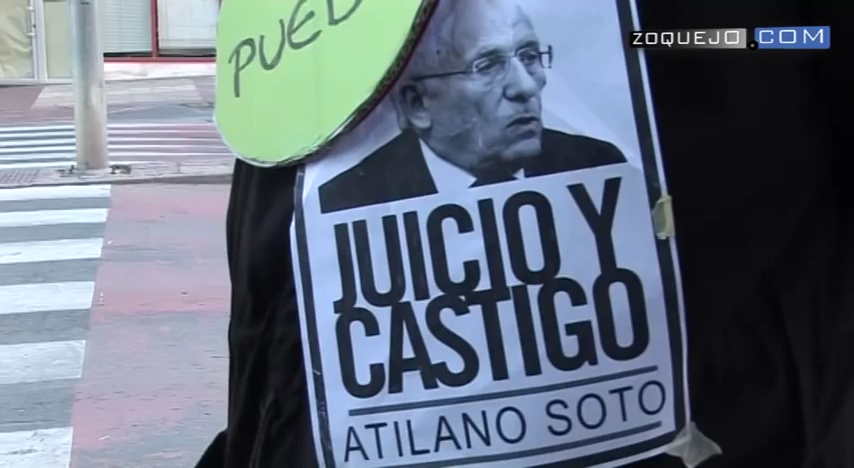 PUED
ZOQUEJO.COM
JUICIO Y
CASTIGO
ATILANO SOTO